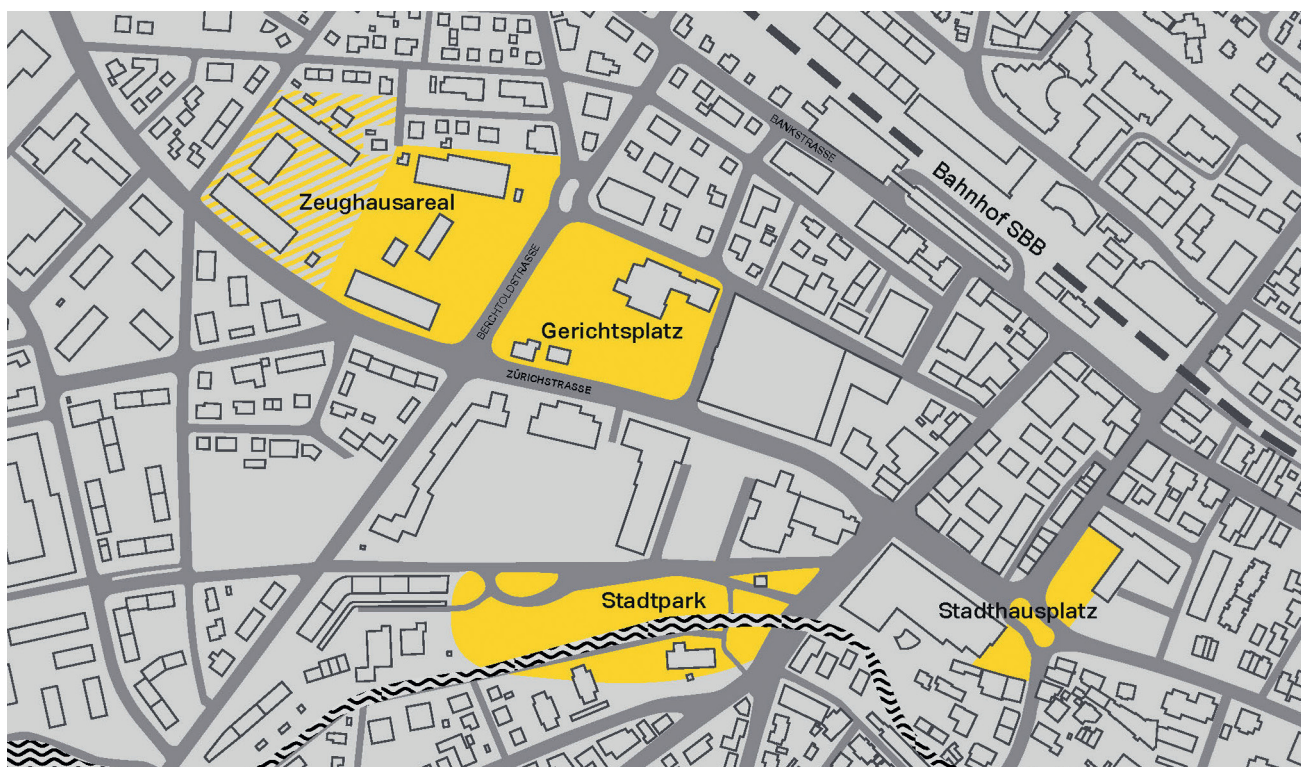 BANKSTRASSE
Bahnhof SBB
Zeughausareal
BERCHTOLDSTRASSE
Gerichtsplatz
ZÜRICHSTRASSE
Stadtpark
Stadthausplatz